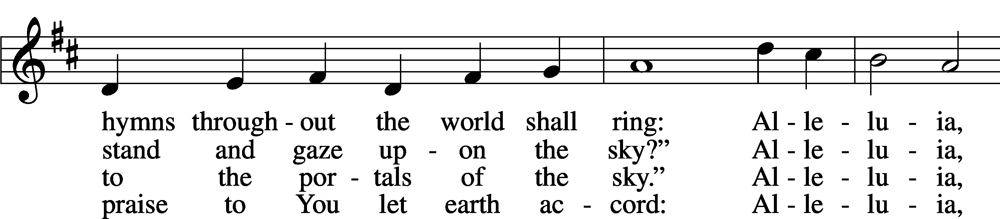 hymns through - out the world shall ring: Al - le - lu - ia,
stand and gaze up - on the sky?” Al - le - lu - ia,
to the por - tals of the sky.” Al - le - lu - ia,
praise to You let earth ac - cord: Al - le - lu - ia,